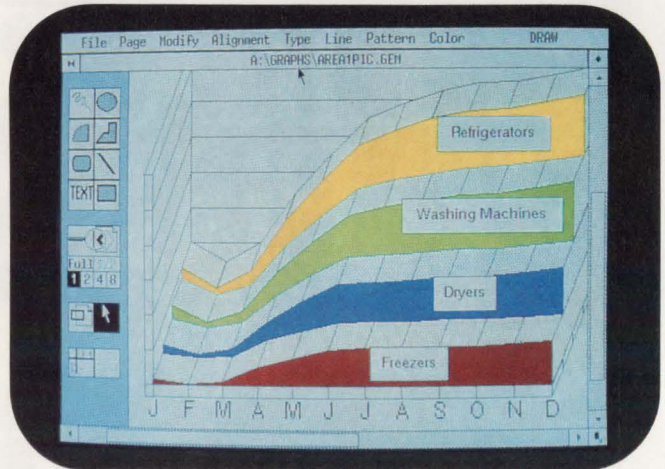 File Page Modify Alignment Type Line Pattern Color DRAW
A:\GRAPHS\AREA1PIC.GEM
Refrigerators
TEXT
Washing Machines
Full
1 2 4 8
Dryers
Freezers
J F M A M J J A S O N D